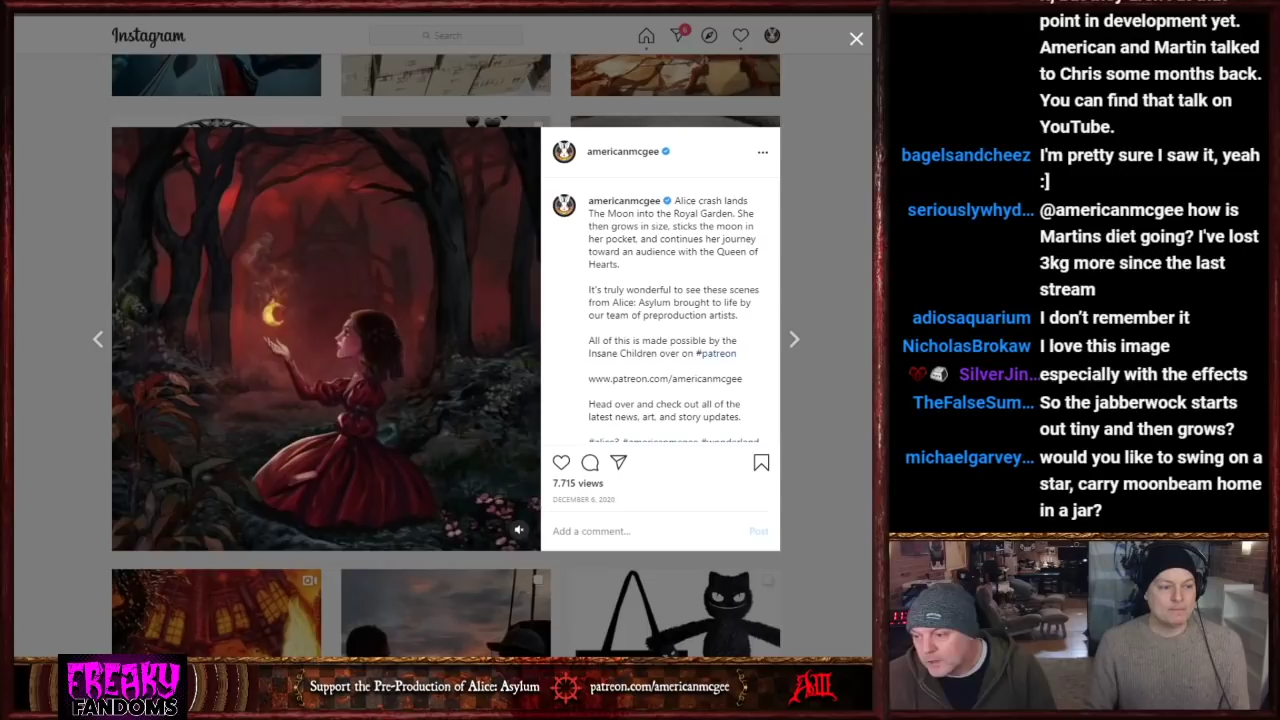 Instagram
Search
6
americanmcgee
americanmcgee Alice crash lands
The Moon into the Royal Garden. She
then grows in size, sticks the moon in
her pocket, and continues her journey
toward an audience with the Queen of
Hearts.
It's truly wonderful to see these scenes
from Alice: Asylum brought to life by
our team of preproduction artists.
All of this is made possible by the
Insane Children over on #patreon
www.patreon.com/americanmcgee
Head over and check out all of the
latest news, art, and story updates.
#alice3 #americanmcgee #wonderland
7.715 views
DECEMBER 6, 2020
Add a comment...
Post
point in development yet.
American and Martin talked
to Chris some months back.
You can find that talk on
YouTube.
bagelsandcheez I'm pretty sure I saw it, yeah
:]
seriouslywhyd... @americanmcgee how is
Martins diet going? I've lost
3kg more since the last
stream
adiosaquarium I don't remember it
NicholasBrokaw I love this image
SilverJin... especially with the effects
TheFalseSum... So the jabberwock starts
out tiny and then grows?
michaelgarvey... would you like to swing on a
star, carry moonbeam home
in a jar?
FREAKY
FANDOMS
Support the Pre-Production of Alice: Asylum
patreon.com/americanmcgee